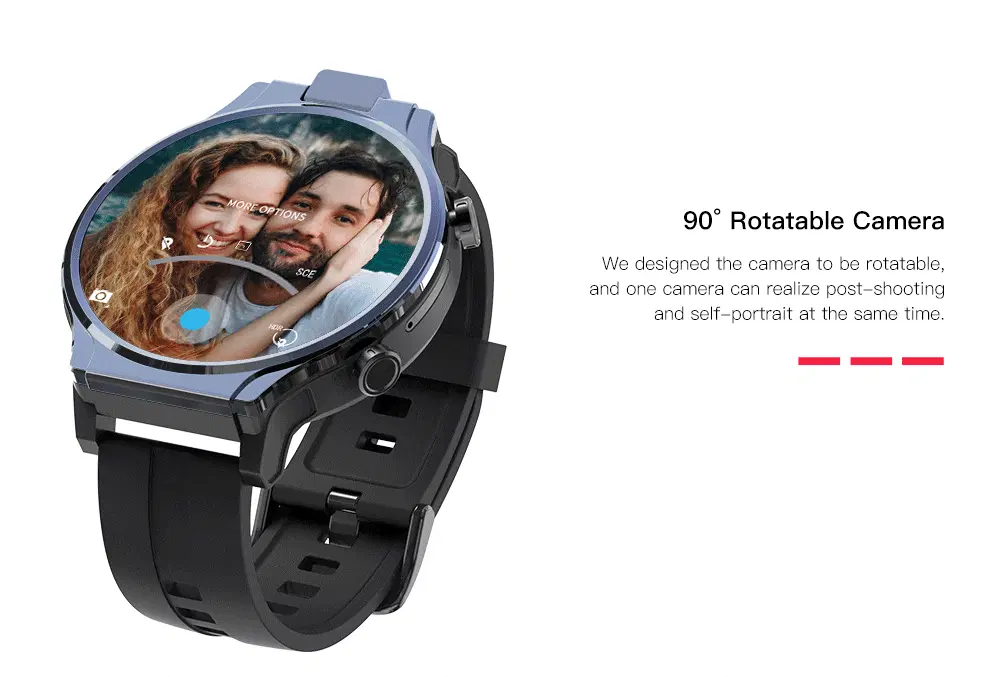 MORE OPTIONS
SCE
HDR
90° Rotatable Camera
We designed the camera to be rotatable,
and one camera can realize post-shooting
and self-portrait at the same time.